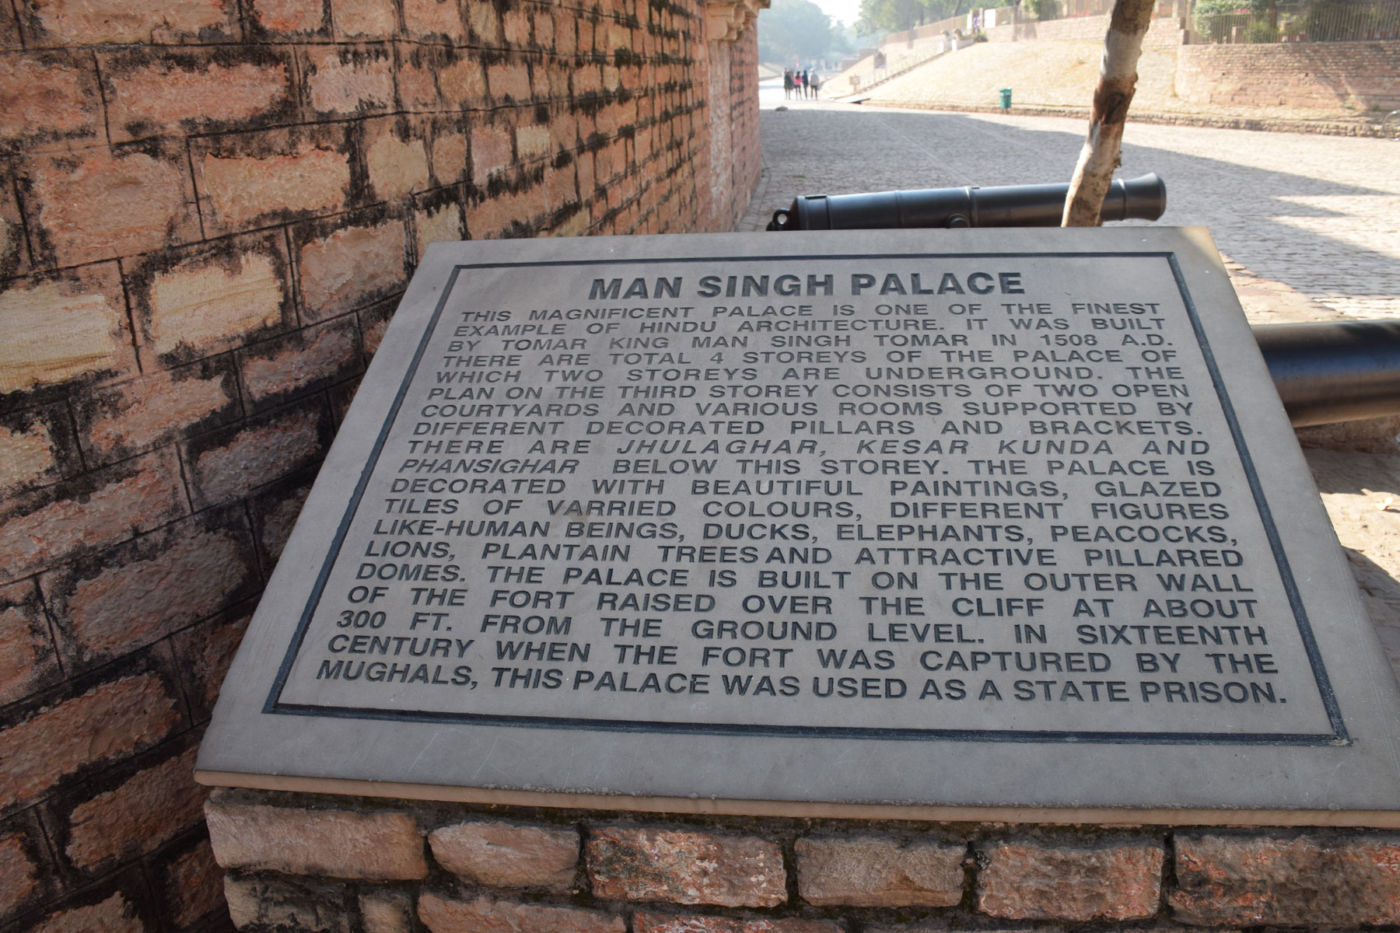 MAN SINGH PALACE
THIS MAGNIFICENT PALACE IS ONE OF THE FINEST
EXAMPLE OF HINDU ARCHITECTURE. IT WAS BUILT
BY TOMAR KING MAN SINGH TOMAR IN 1508 A.D.
THERE ARE TOTAL 4 STOREYS OF THE PALACE OF
WHICH TWO STOREYS ARE UNDERGROUND. THE
PLAN ON THE THIRD STOREY CONSISTS OF TWO OPEN
COURTYARDS AND VARIOUS ROOMS SUPPORTED BY
DIFFERENT DECORATED PILLARS AND BRACKETS.
THERE ARE JHULAGHAR, KESAR KUNDA AND
PHANSIGHAR BELOW THIS STOREY. THE PALACE IS
DECORATED WITH BEAUTIFUL PAINTINGS, GLAZED
TILES OF VARRIED COLOURS, DIFFERENT FIGURES
LIKE-HUMAN BEINGS, DUCKS, ELEPHANTS, PEACOCKS,
LIONS, PLANTAIN TREES AND ATTRACTIVE PILLARED
DOMES. THE PALACE IS BUILT ON THE OUTER WALL
OF THE FORT RAISED OVER THE CLIFF AT ABOUT
300 FT. FROM THE GROUND LEVEL. IN SIXTEENTH
CENTURY WHEN THE FORT WAS CAPTURED BY THE
MUGHALS, THIS PALACE WAS USED AS A STATE PRISON.